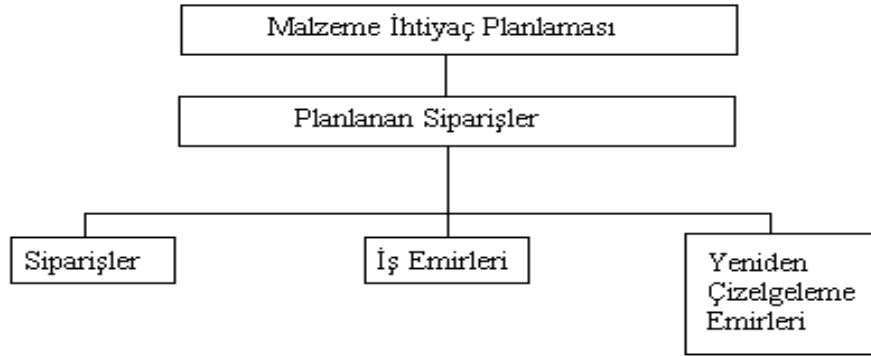 Malzeme İhtiyaç Planlaması
Planlanan Siparişler
Siparişler
İş Emirleri
Yeniden
Çizelgeleme
Emirleri